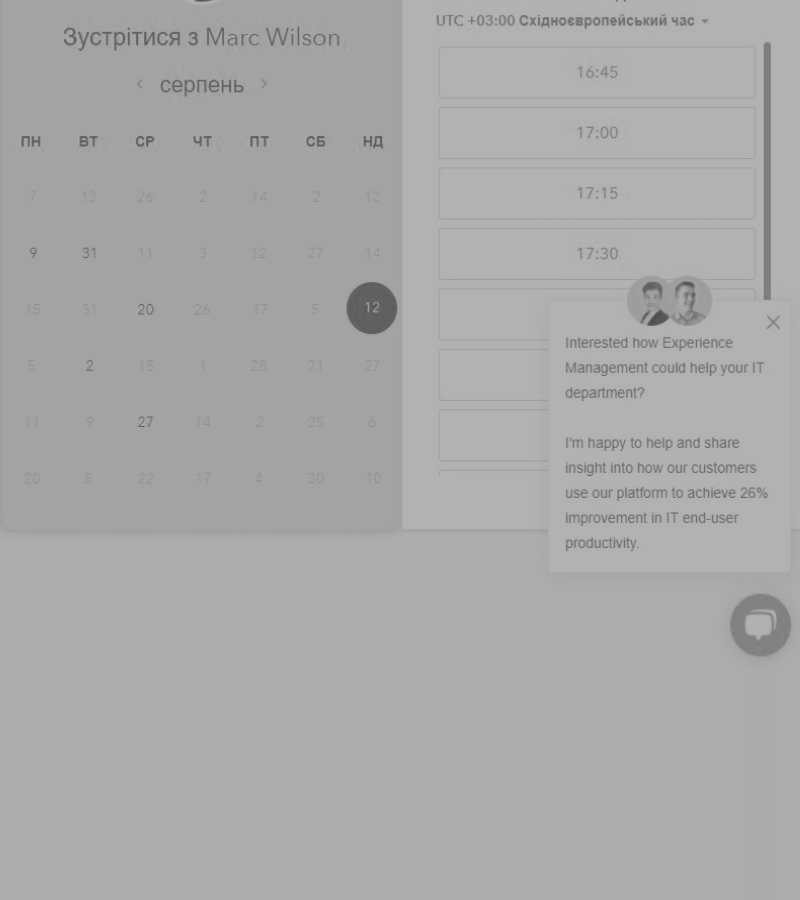 Зустрітися з Marc Wilson
серпень
ПН ВТ СР ЧТ ПТ СБ НД
7 13 26 2 14 2 12
9 31 11 3 12 27 14
15 31 20 26 17 5 12
5 2 15 1 28 21 27
11 9 27 14 2 25 6
20 5 22 17 4 30 10
UTC +03:00 Східноєвропейський час
16:45
17:00
17:15
17:30
Interested how Experience
Management could help your IT
department?
I'm happy to help and share
insight into how our customers
use our platform to achieve 26%
improvement in IT end-user
productivity.